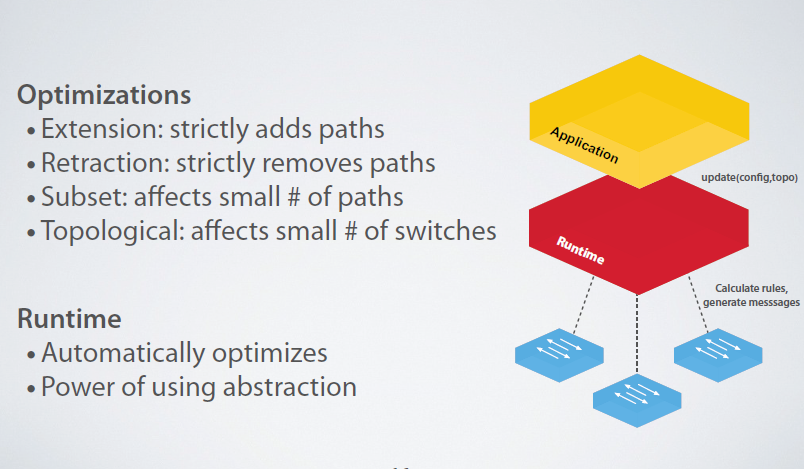 Optimizations
• Extension: strictly adds paths
• Retraction: strictly removes paths
• Subset: affects small # of paths
• Topological: affects small # of switches
Runtime
• Automatically optimizes
• Power of using abstraction
Application
update(config,topo)
Runtime
Calculate rules,
generate messsages